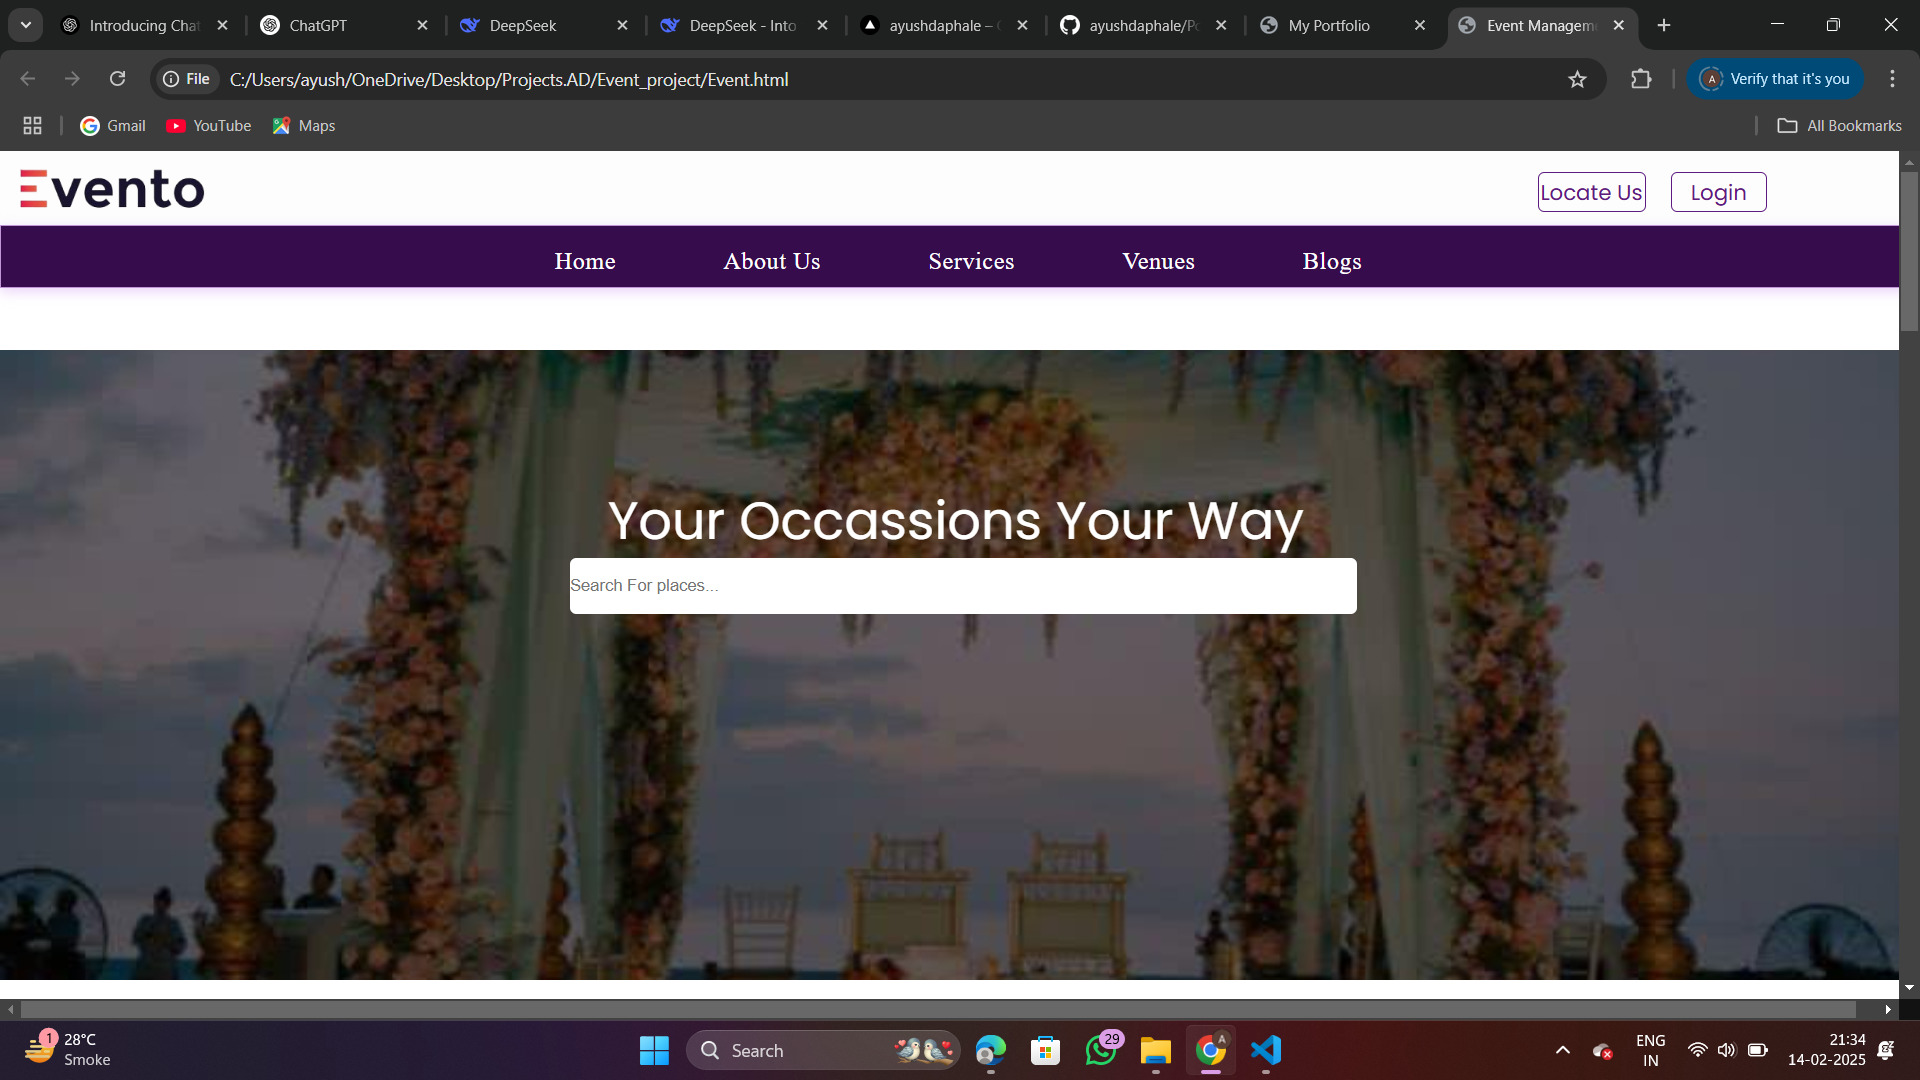 Introducing Chat
ChatGPT
DeepSeek
DeepSeek - Into
ayushdaphale –
ayushdaphale/Po
My Portfolio
Event Managem
File
C:/Users/ayush/OneDrive/Desktop/Projects.AD/Event_project/Event.html
A
Verify that it's you
Gmail
YouTube
Maps
All Bookmarks
Evento
Locate Us
Login
Home
About Us
Services
Venues
Blogs
Your Occassions Your Way
Search For places...
1
28°C
Smoke
Search
29
A
ENG
IN
21:34
14-02-2025